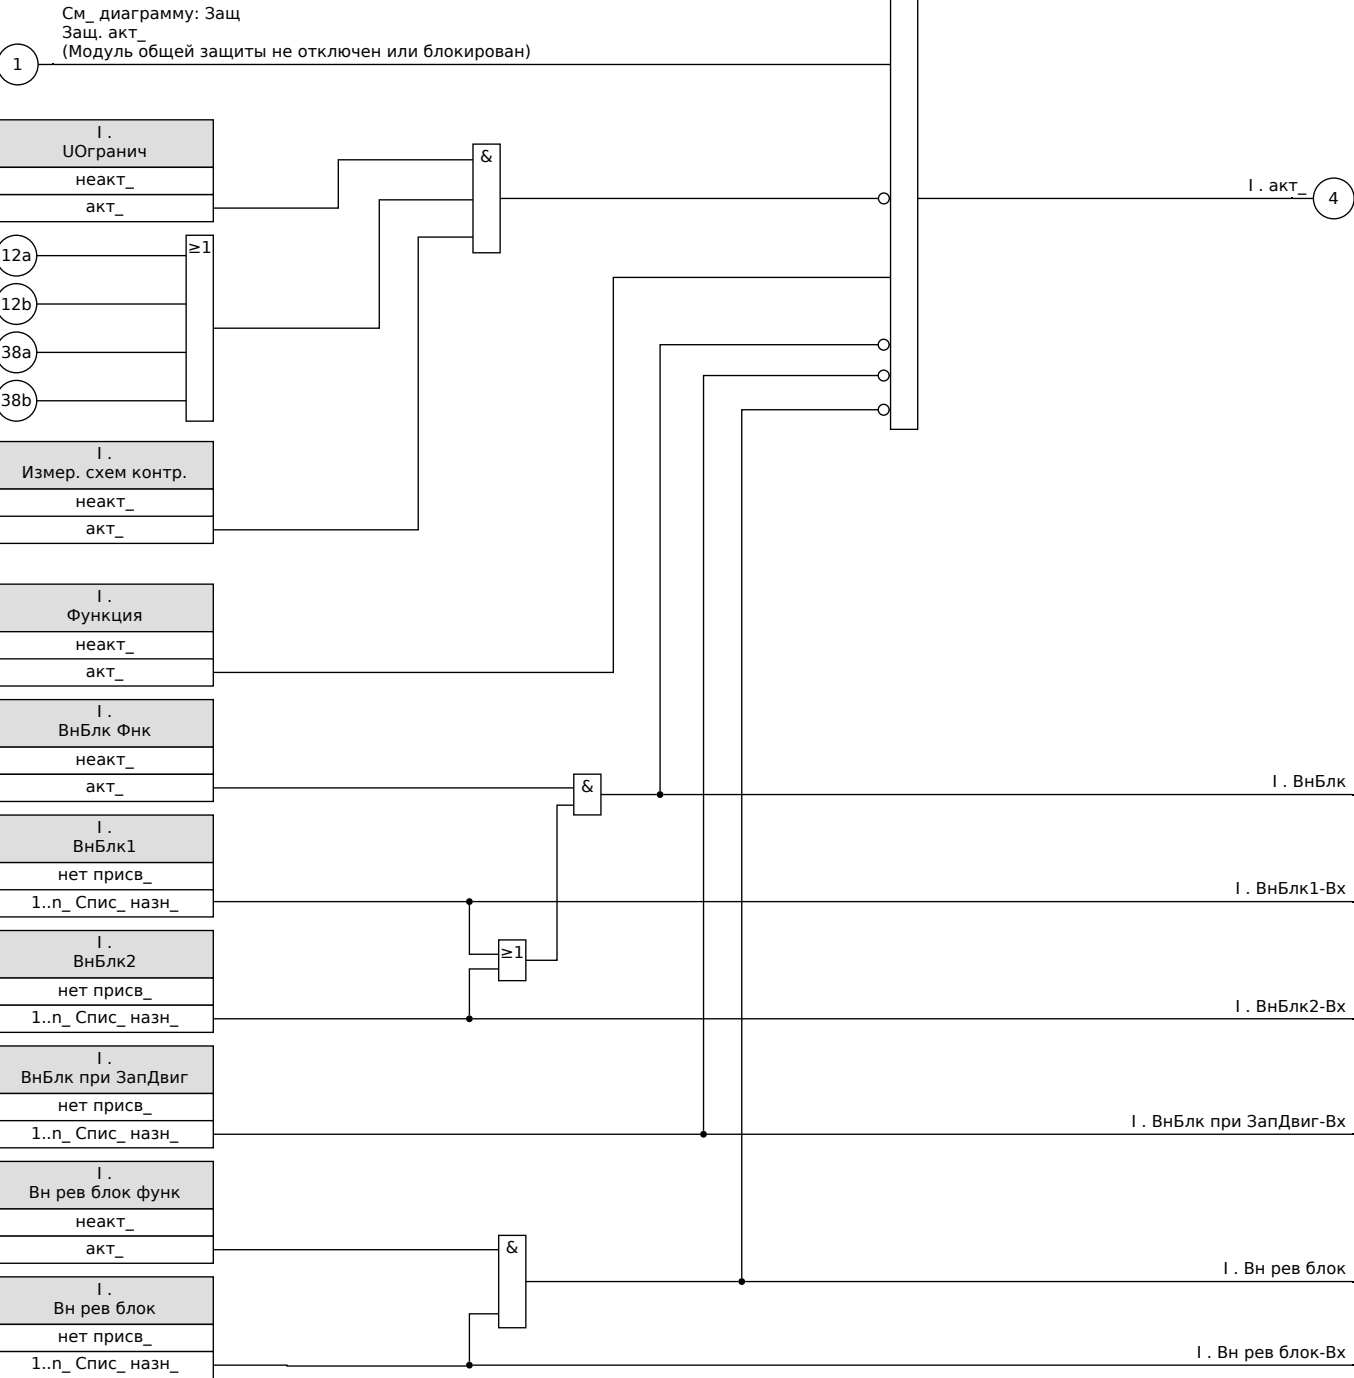 См_ диаграмму: Защ
Защ. акт_
(Модуль общей защиты не отключен или блокирован)
1
I .
UОгранич
неакт_
акт_
&
I . акт_
4
12a
≥1
12b
38a
38b
I .
Измер. схем контр.
неакт_
акт_
I .
Функция
неакт_
акт_
I .
ВнБлк Фнк
неакт_
акт_
&
I . ВнБлк
I .
ВнБлк1
нет присв_
1..n_ Спис_ назн_
I . ВнБлк1-Вх
≥1
I .
ВнБлк2
нет присв_
1..n_ Спис_ назн_
I . ВнБлк2-Вх
I .
ВнБлк при ЗапДвиг
нет присв_
1..n_ Спис_ назн_
I . ВнБлк при ЗапДвиг-Вх
I .
Вн рев блок функ
неакт_
акт_
&
I . Вн рев блок
I .
Вн рев блок
нет присв_
1..n_ Спис_ назн_
I . Вн рев блок-Вх